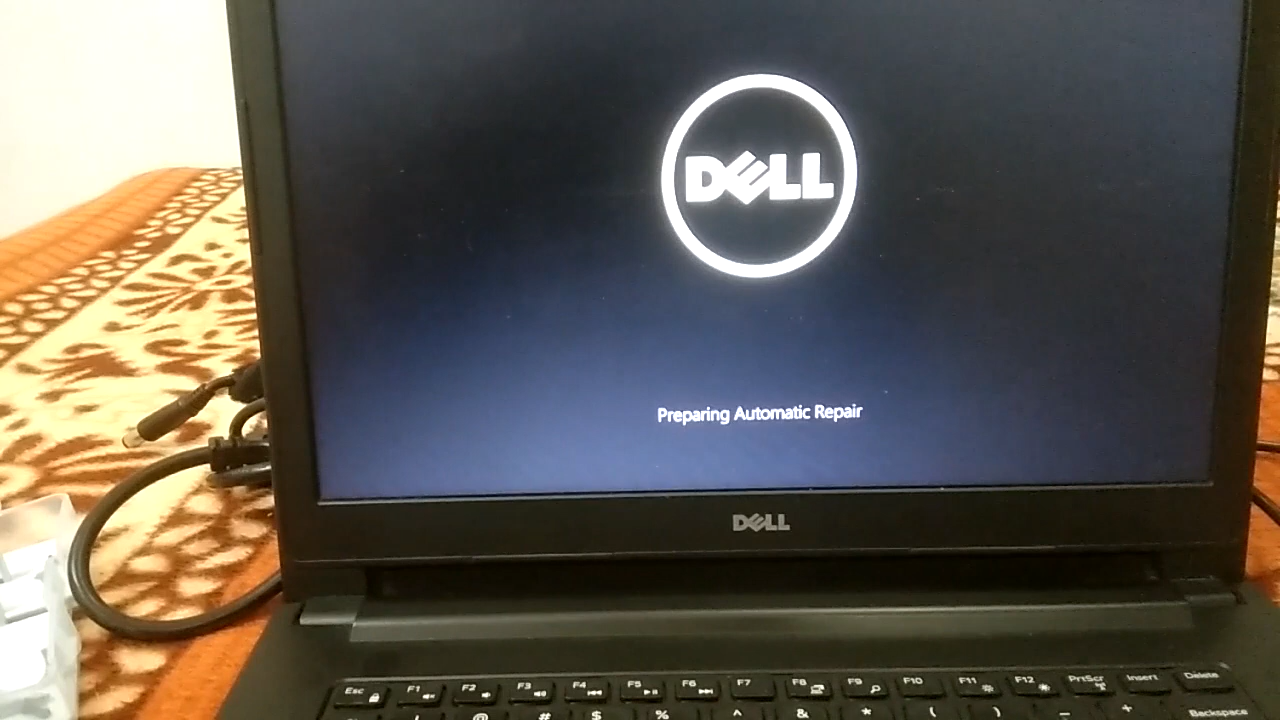 DELL
Preparing Automatic Repair
DELL
Esc F1 F2 F3 F4 F5 F6 F7 F8 F9 F10 F11 F12 PrtScr Insert Delete
! @ # $ % ^ & * ( ) _ + Backspace